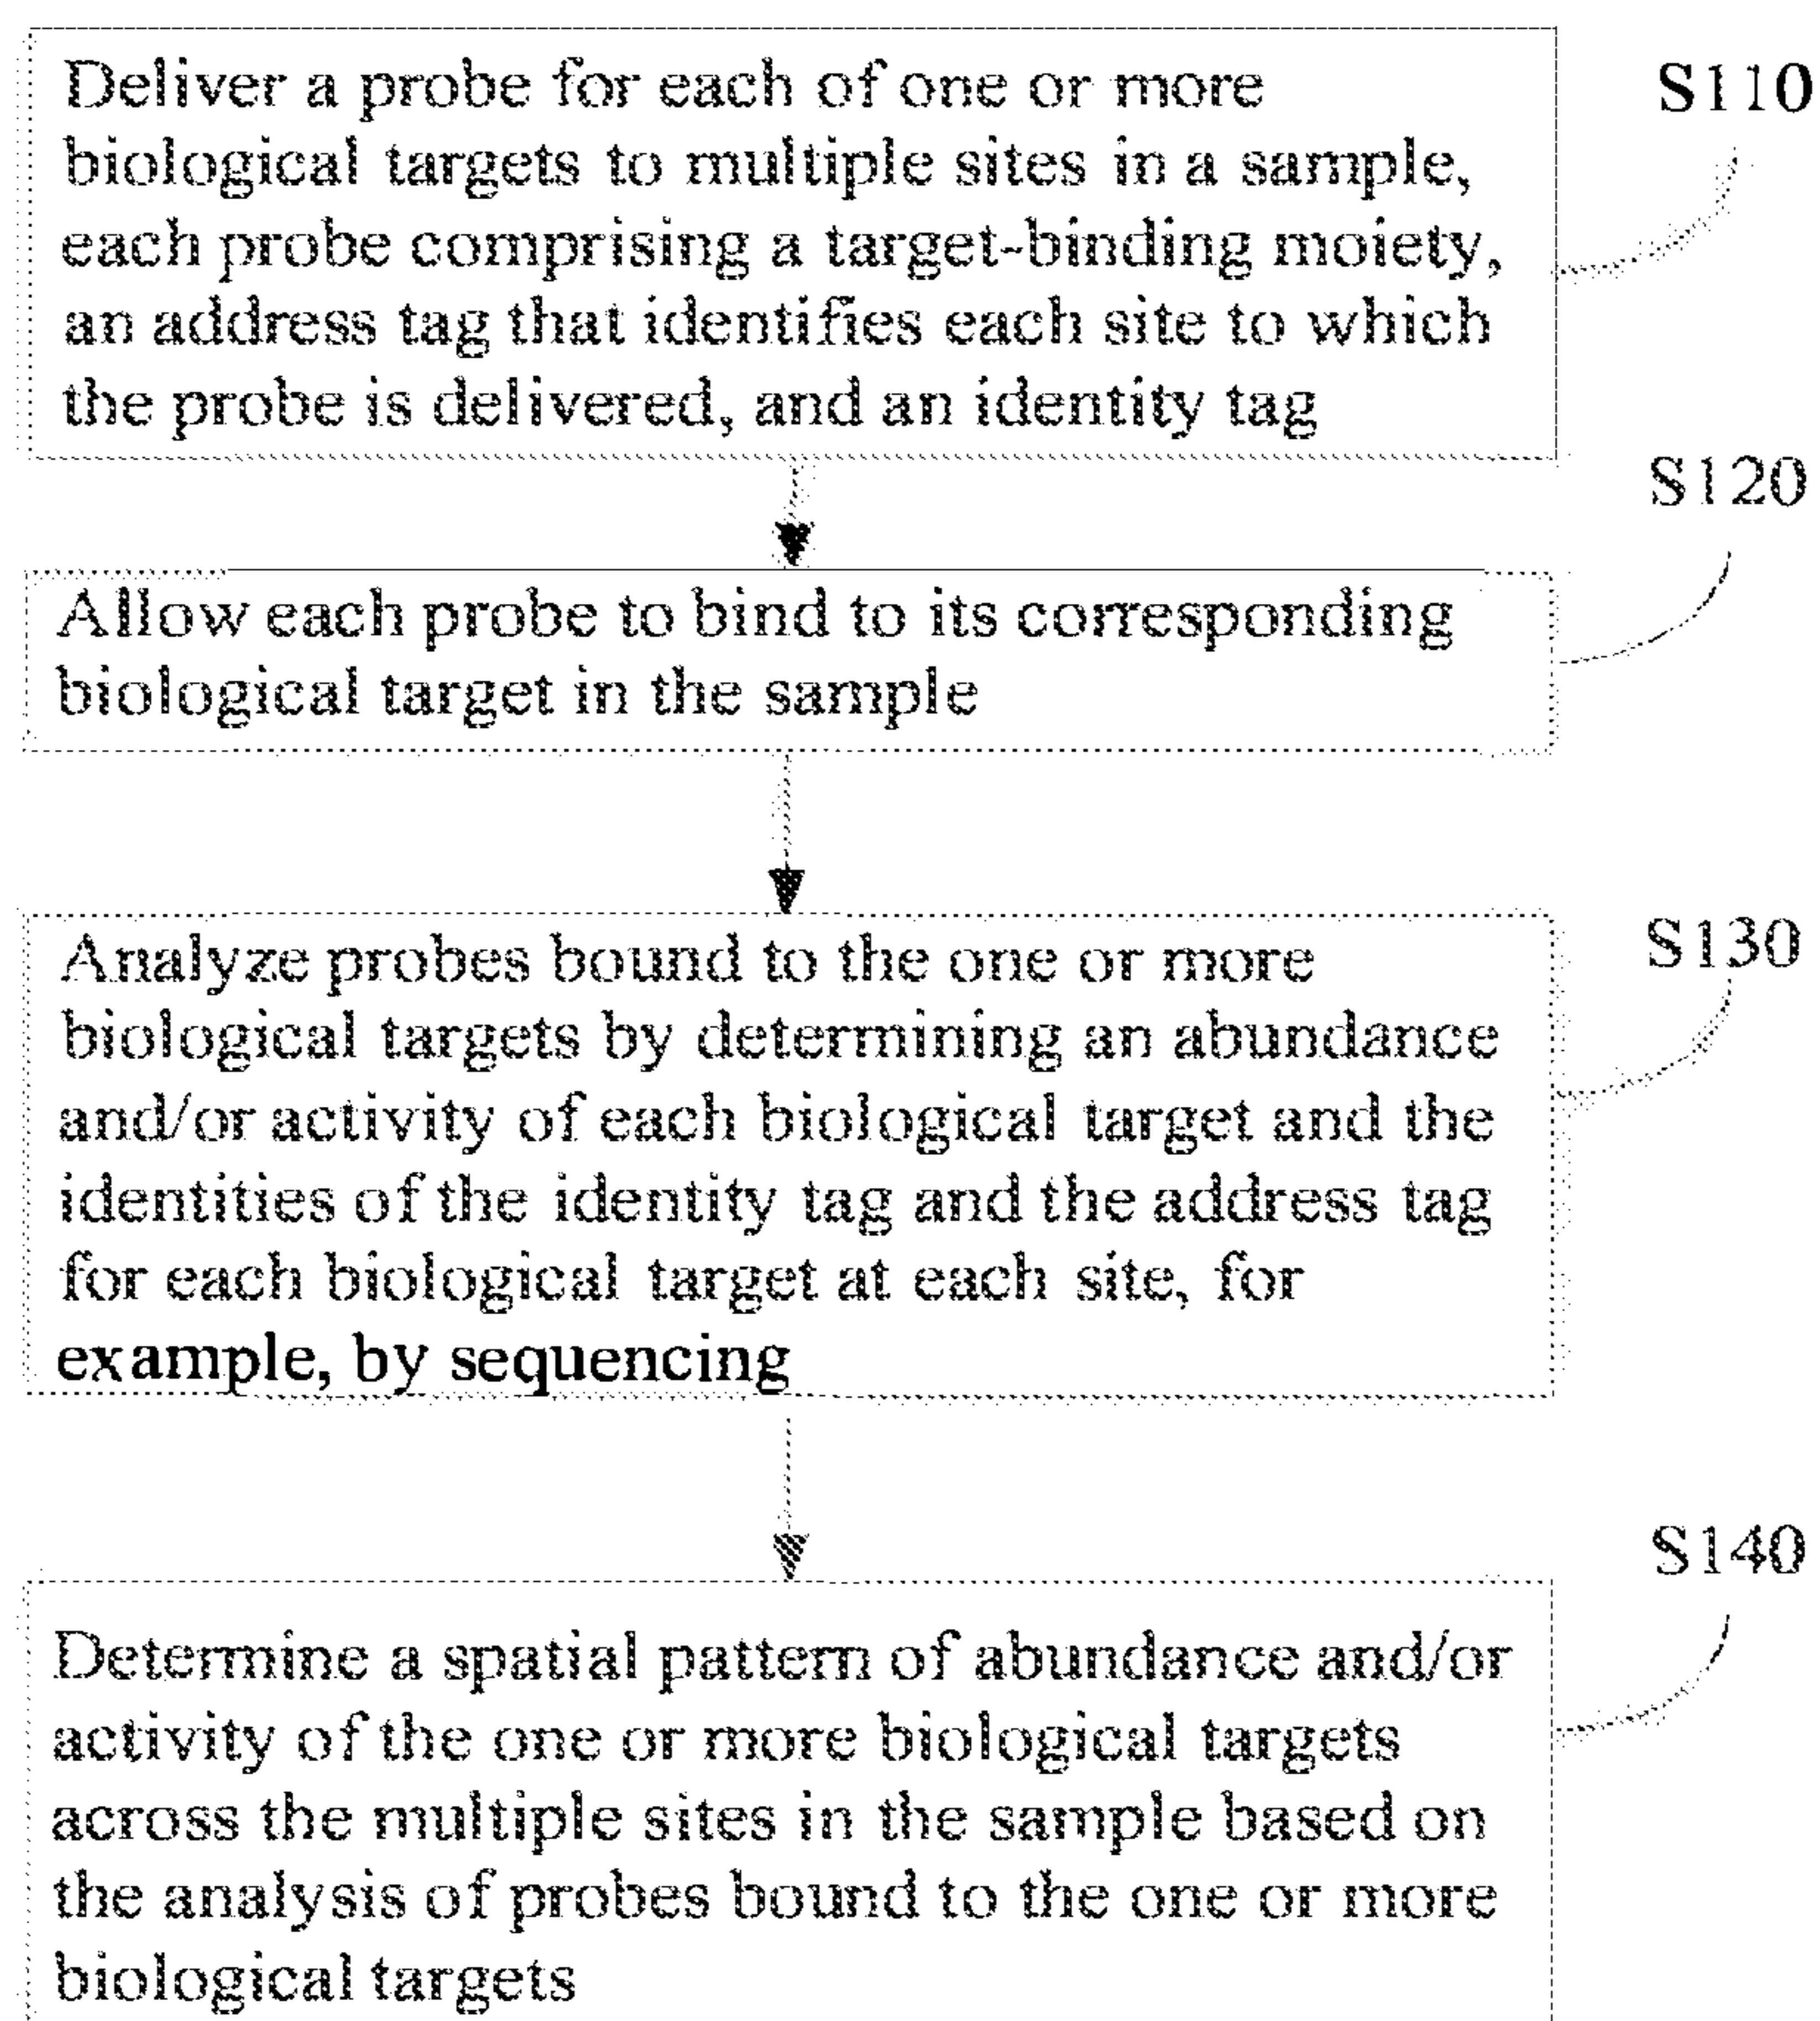 Deliver a probe for each of one or more
biological targets to multiple sites in a sample,
each probe comprising a target-binding moiety,
an address tag that identifies each site to which
the probe is delivered, and an identity tag
S110
Allow each probe to bind to its corresponding
biological target in the sample
S120
Analyze probes bound to the one or more
biological targets by determining an abundance
and/or activity of each biological target and the
identities of the identity tag and the address tag
for each biological target at each site, for
example, by sequencing
S130
Determine a spatial pattern of abundance and/or
activity of the one or more biological targets
across the multiple sites in the sample based on
the analysis of probes bound to the one or more
biological targets
S140